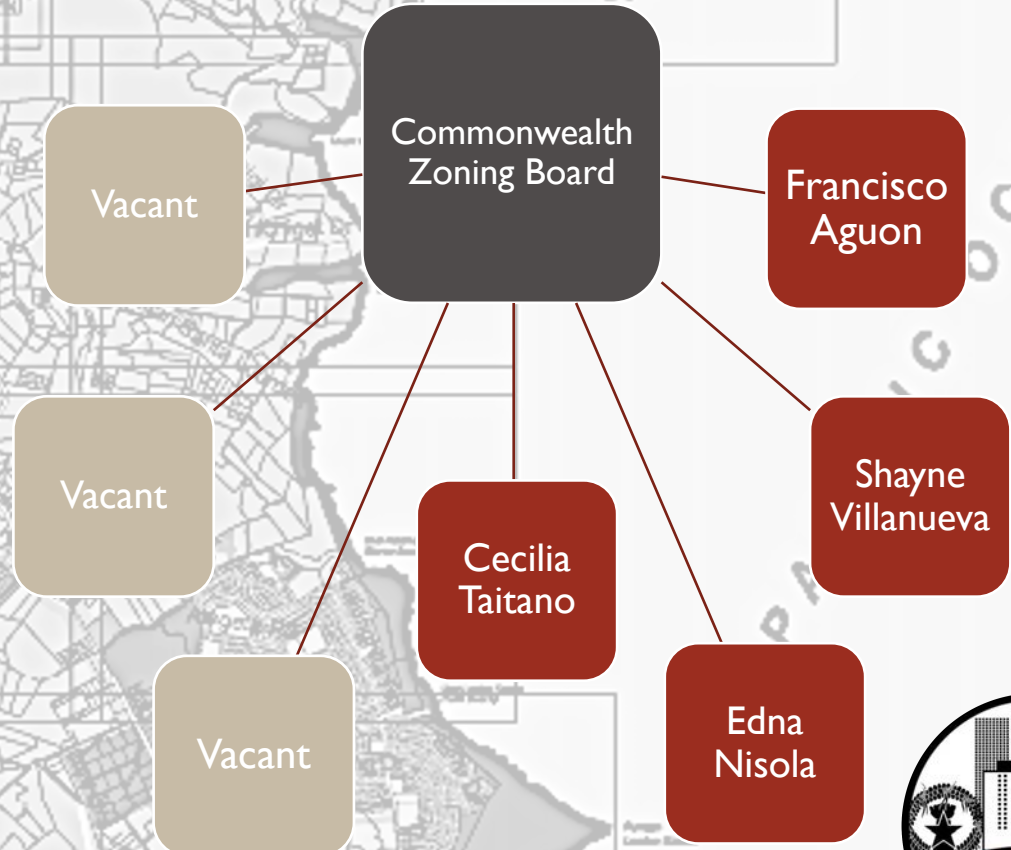 Commonwealth
Zoning Board
Vacant
Francisco
Aguon
Vacant
Shayne
Villanueva
Cecilia
Taitano
Vacant
Edna
Nisola